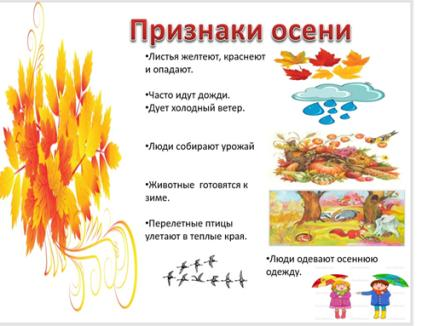 Признаки осени
•Листья желтеют, краснеют
и опадают.
•Часто идут дожди.
•Дует холодный ветер.
•Люди собирают урожай
•Животные готовятся к
зиме.
•Перелетные птицы
улетают в теплые края.
•Люди одевают осеннюю
одежду.